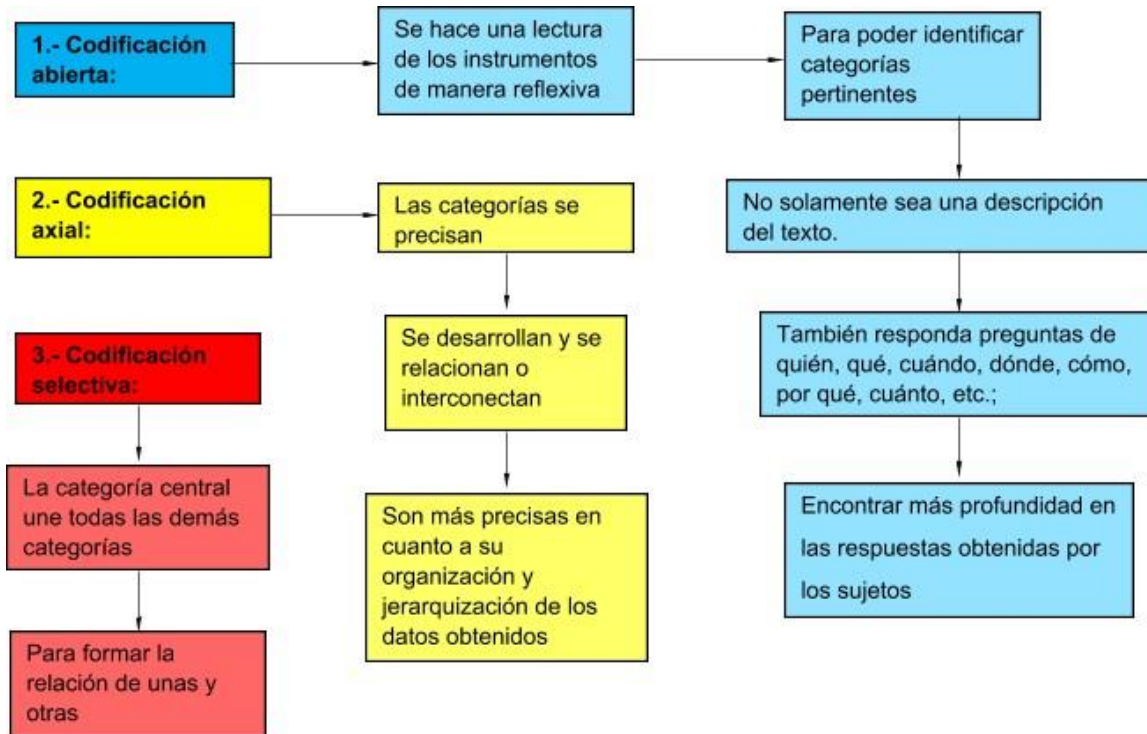 1.- Codificación
abierta:
Se hace una lectura
de los instrumentos
de manera reflexiva
Para poder identificar
categorías
pertinentes
No solamente sea una descripción
del texto.
También responda preguntas de
quién, qué, cuándo, dónde, cómo,
por qué, cuánto, etc.;
Encontrar más profundidad en
las respuestas obtenidas por
los sujetos
2.- Codificación
axial:
Las categorías se
precisan
Se desarrollan y se
relacionan o
interconectan
Son más precisas en
cuanto a su
organización y
jerarquización de los
datos obtenidos
3.- Codificación
selectiva:
La categoría central
une todas las demás
categorías
Para formar la
relación de unas y
otras